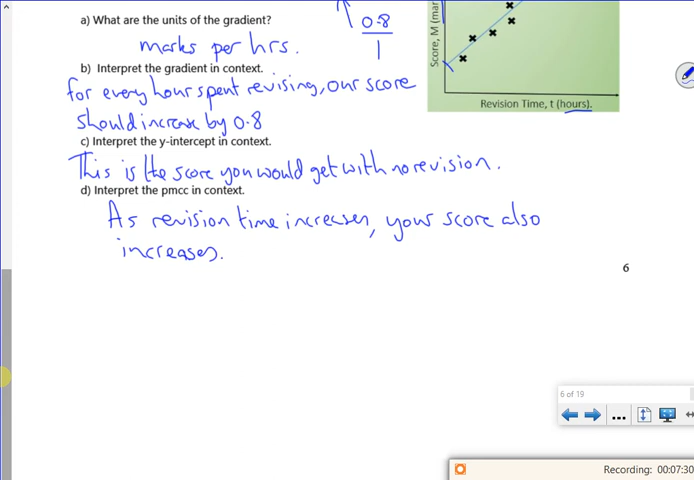 a) What are the units of the gradient?
0.8
1
marks per hrs.
b) Interpret the gradient in context.
for every hour spent revising, our score
should increase by 0.8
c) Interpret the y-intercept in context.
This is the score you would get with no revision.
d) Interpret the pmcc in context.
As revision time increases, your score also
increases.
Score, M (mar
Revision Time, t (hours).
6
6 of 19
...
Recording: 00:07:30